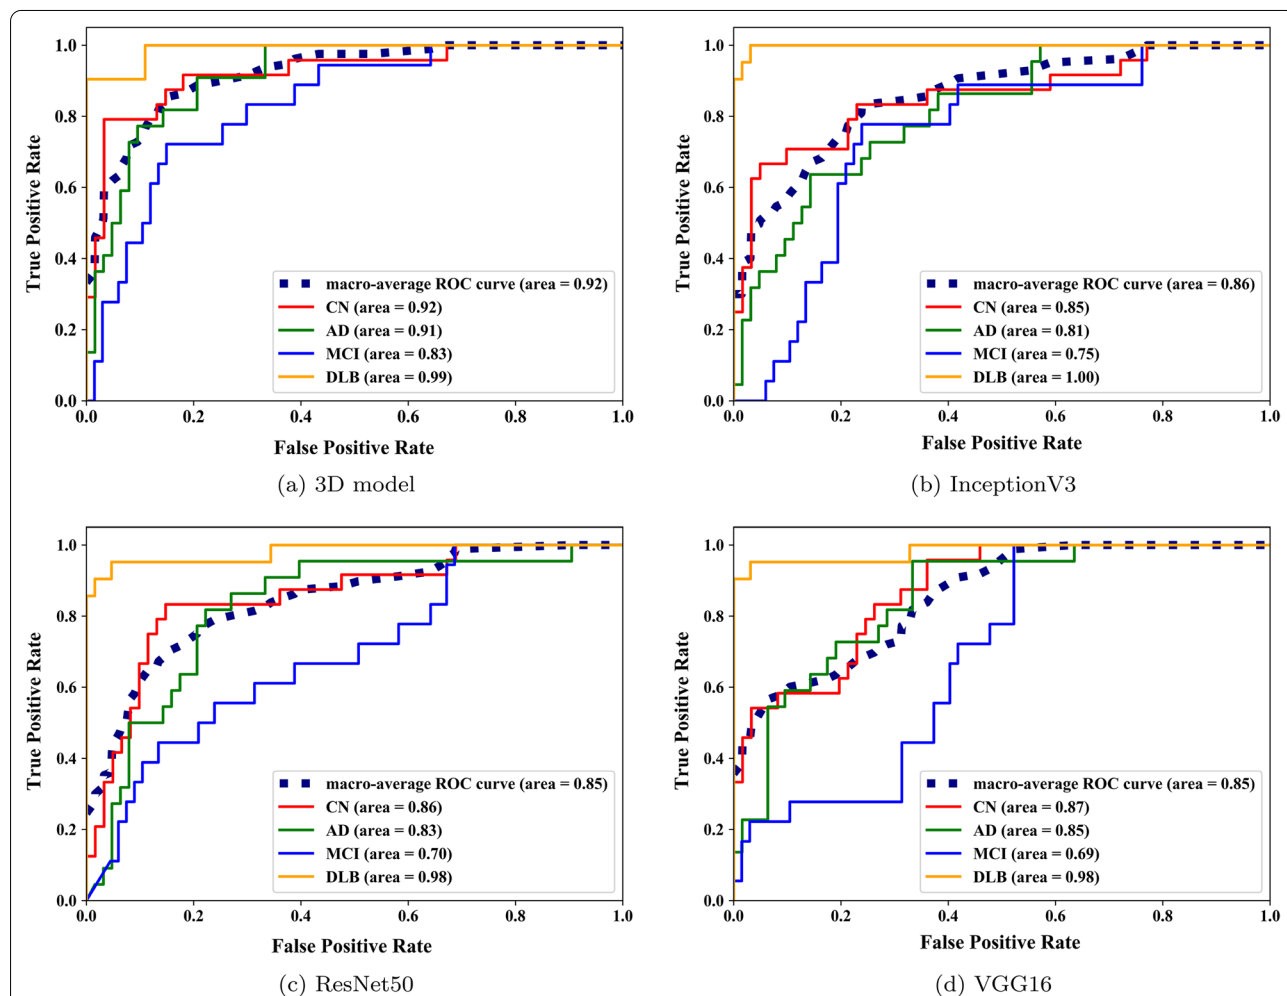 1.0
0.8
0.6
0.4
0.2
0.0
0.0 0.2 0.4 0.6 0.8 1.0
True Positive Rate
False Positive Rate
macro-average ROC curve (area = 0.92)
CN (area = 0.92)
AD (area = 0.91)
MCI (area = 0.83)
DLB (area = 0.99)
(a) 3D model
1.0
0.8
0.6
0.4
0.2
0.0
0.0 0.2 0.4 0.6 0.8 1.0
True Positive Rate
False Positive Rate
macro-average ROC curve (area = 0.86)
CN (area = 0.85)
AD (area = 0.81)
MCI (area = 0.75)
DLB (area = 1.00)
(b) InceptionV3
1.0
0.8
0.6
0.4
0.2
0.0
0.0 0.2 0.4 0.6 0.8 1.0
True Positive Rate
False Positive Rate
macro-average ROC curve (area = 0.85)
CN (area = 0.86)
AD (area = 0.83)
MCI (area = 0.70)
DLB (area = 0.98)
(c) ResNet50
1.0
0.8
0.6
0.4
0.2
0.0
0.0 0.2 0.4 0.6 0.8 1.0
True Positive Rate
False Positive Rate
macro-average ROC curve (area = 0.85)
CN (area = 0.87)
AD (area = 0.85)
MCI (area = 0.69)
DLB (area = 0.98)
(d) VGG16